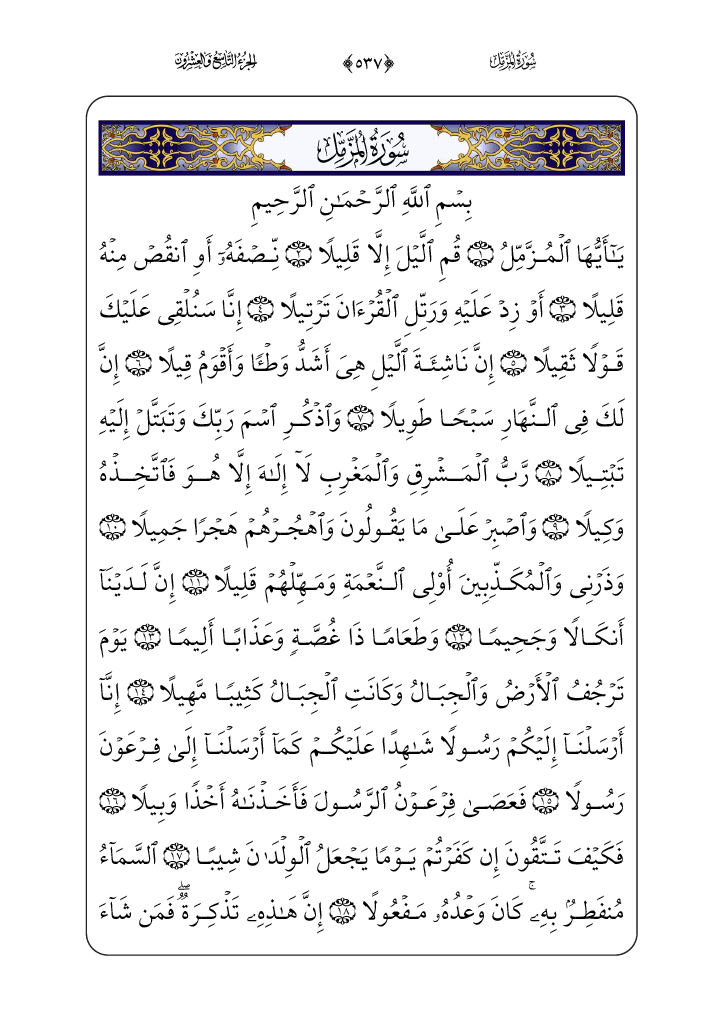 سُورَةُ المُزَّمِّل
﴿٥٣٧﴾
الجُزءُ التَّاسِعُ وَالعِشْرُون
سُورَةُ المُزَّمِّل
بِسۡمِ ٱللَّهِ ٱلرَّحۡمَٰنِ ٱلرَّحِيمِ
يَٰٓأَيُّهَا ٱلۡمُزَّمِّلُ ١ قُمِ ٱلَّيۡلَ إِلَّا قَلِيلٗا ٢ نِّصۡفَهُۥٓ أَوِ ٱنقُصۡ مِنۡهُ
قَلِيلًا ٣ أَوۡ زِدۡ عَلَيۡهِ وَرَتِّلِ ٱلۡقُرۡءَانَ تَرۡتِيلًا ٤ إِنَّا سَنُلۡقِي عَلَيۡكَ
قَوۡلٗا ثَقِيلًا ٥ إِنَّ نَاشِئَةَ ٱلَّيۡلِ هِيَ أَشَدُّ وَطۡـٔٗا وَأَقۡوَمُ قِيلًا ٦ إِنَّ
لَكَ فِي ٱلنَّهَارِ سَبۡحٗا طَوِيلٗا ٧ وَٱذۡكُرِ ٱسۡمَ رَبِّكَ وَتَبَتَّلۡ إِلَيۡهِ
تَبۡتِيلٗا ٨ رَّبُّ ٱلۡمَشۡرِقِ وَٱلۡمَغۡرِبِ لَآ إِلَٰهَ إِلَّا هُوَ فَٱتَّخِذۡهُ
وَكِيلٗا ٩ وَٱصۡبِرۡ عَلَىٰ مَا يَقُولُونَ وَٱهۡجُرۡهُمۡ هَجۡرٗا جَمِيلٗا ١٠
وَذَرۡنِي وَٱلۡمُكَذِّبِينَ أُوْلِي ٱلنَّعۡمَةِ وَمَهِّلۡهُمۡ قَلِيلًا ١١ إِنَّ لَدَيۡنَآ
أَنكَالٗا وَجَحِيمٗا ١٢ وَطَعَامٗا ذَا غُصَّةٖ وَعَذَابًا أَلِيمٗا ١٣ يَوۡمَ
تَرۡجُفُ ٱلۡأَرۡضُ وَٱلۡجِبَالُ وَكَانَتِ ٱلۡجِبَالُ كَثِيبٗا مَّهِيلًا ١٤ إِنَّآ
أَرۡسَلۡنَآ إِلَيۡكُمۡ رَسُولٗا شَٰهِدًا عَلَيۡكُمۡ كَمَآ أَرۡسَلۡنَآ إِلَىٰ فِرۡعَوۡنَ
رَسُولٗا ١٥ فَعَصَىٰ فِرۡعَوۡنُ ٱلرَّسُولَ فَأَخَذۡنَٰهُ أَخۡذٗا وَبِيلٗا ١٦
فَكَيۡفَ تَتَّقُونَ إِن كَفَرۡتُمۡ يَوۡمٗا يَجۡعَلُ ٱلۡوِلۡدَٰنَ شِيبًا ١٧ ٱلسَّمَآءُ
مُنفَطِرُۢ بِهِۦۚ كَانَ وَعۡدُهُۥ مَفۡعُولًا ١٨ إِنَّ هَٰذِهِۦ تَذۡكِرَةٞۖ فَمَن شَآءَ